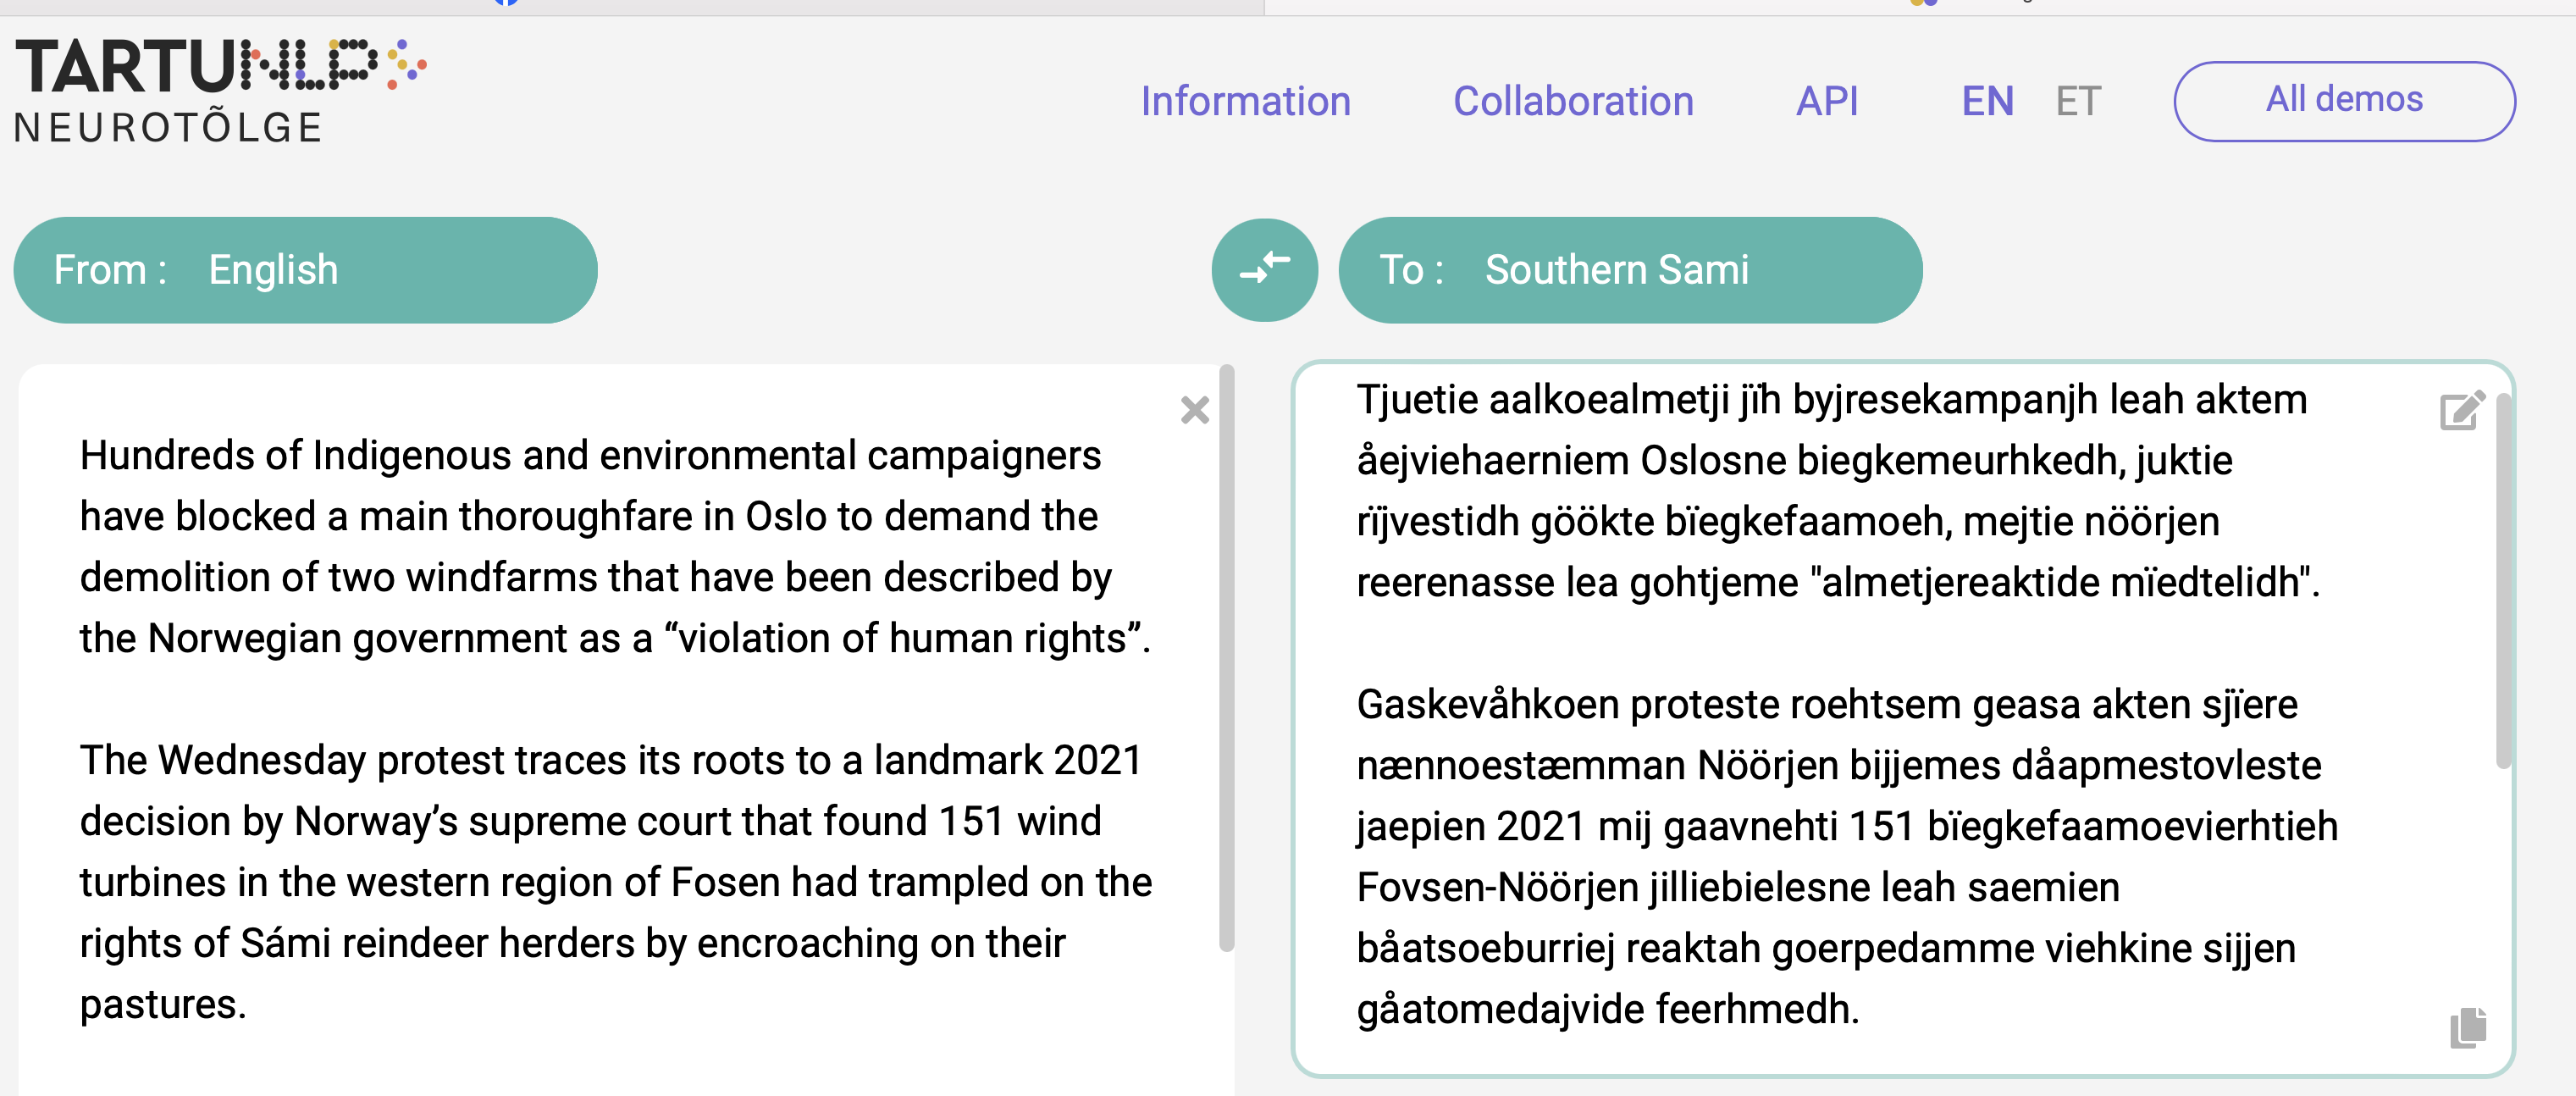 TARTUNLP
NEUROTÕLGE
Information
Collaboration
API
EN
ET
All demos
From : English
To : Southern Sami
Hundreds of Indigenous and environmental campaigners
have blocked a main thoroughfare in Oslo to demand the
demolition of two windfarms that have been described by
the Norwegian government as a “violation of human rights”.
The Wednesday protest traces its roots to a landmark 2021
decision by Norway’s supreme court that found 151 wind
turbines in the western region of Fosen had trampled on the
rights of Sámi reindeer herders by encroaching on their
pastures.
Tjuetie aalkoealmetji jïh byjresekampanjh leah aktem
åejviehaerniem Oslosne biegkemeurhkedh, juktie
rïjvestidh göökte bïegkefaamoeh, mejtie nöörjen
reerenasse lea gohtjeme "almetjereaktide mïedtelidh".
Gaskevåhkoen proteste roehtsem geasa akten sjïere
nænnoestæmman Nöörjen bijjemes dåapmestovleste
jaepien 2021 mij gaavnehti 151 bïegkefaamoevierhtieh
Fovsen-Nöörjen jilliebielesne leah saemien
båatsoeburriej reaktah goerpedamme viehkine sijjen
gåatomedajvide feerhmedh.